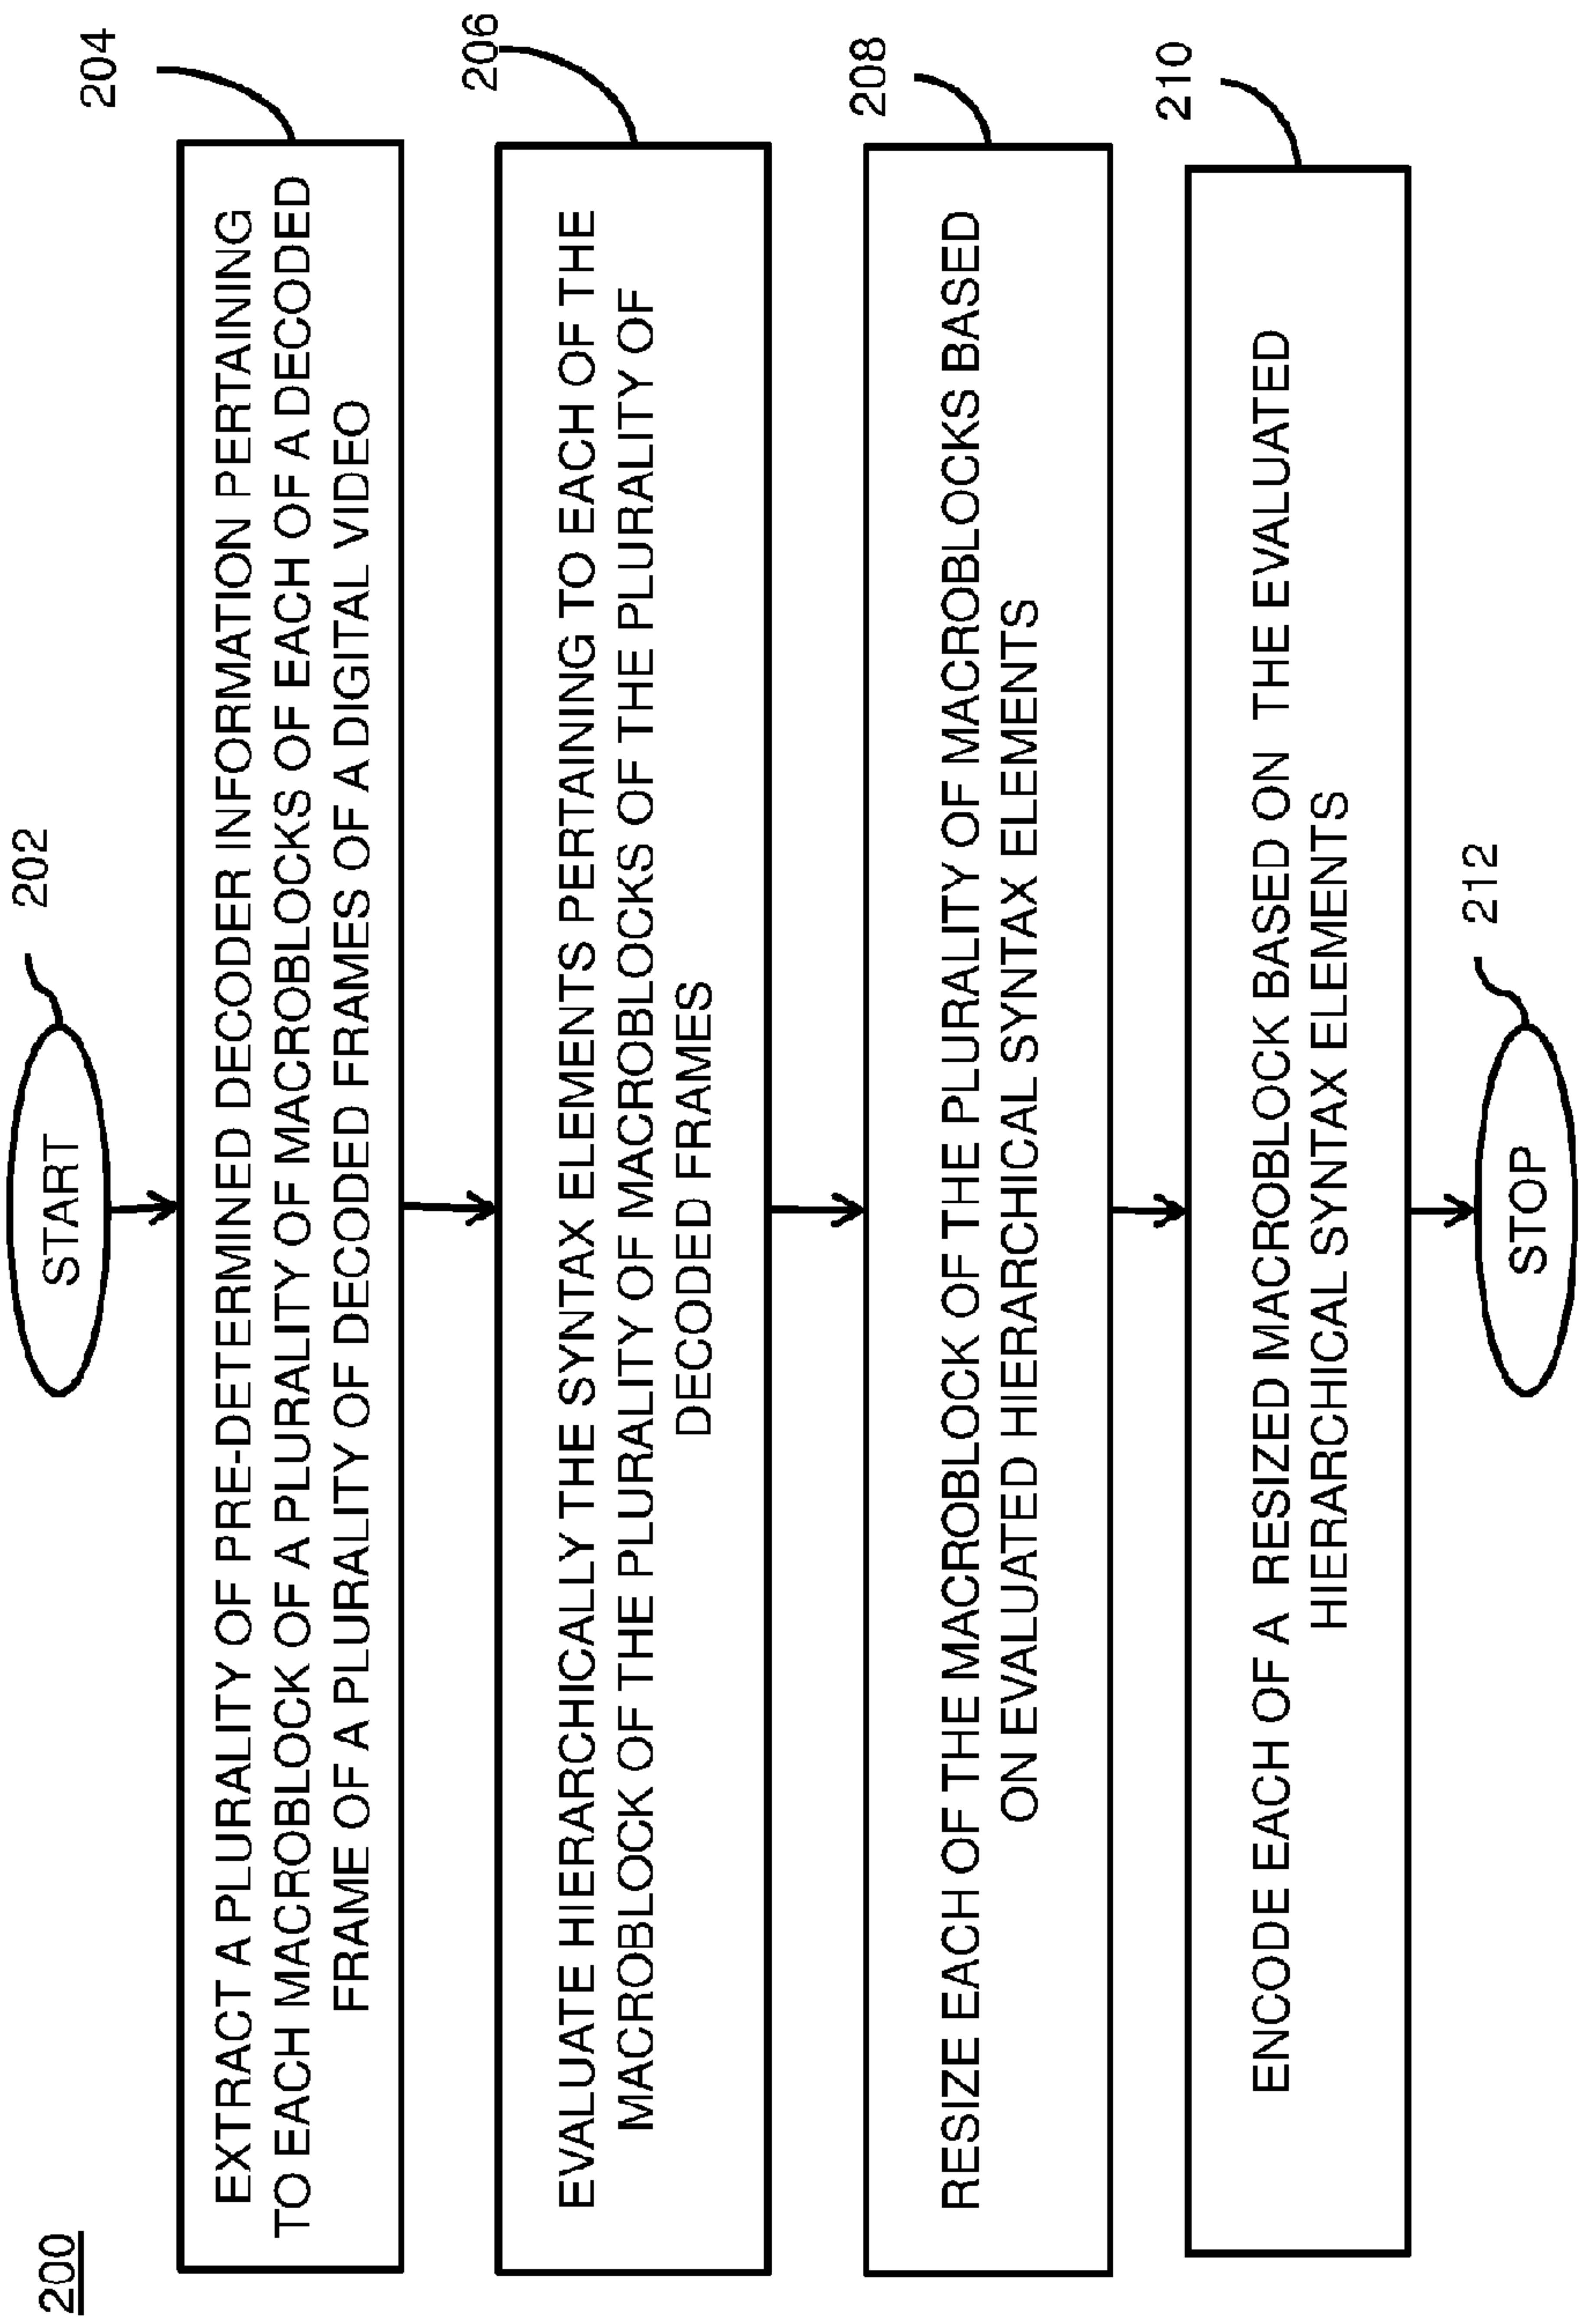 200
START
202
EXTRACT A PLURALITY OF PRE-DETERMINED DECODER INFORMATION PERTAINING
TO EACH MACROBLOCK OF A PLURALITY OF MACROBLOCKS OF EACH OF A DECODED
FRAME OF A PLURALITY OF DECODED FRAMES OF A DIGITAL VIDEO
204
EVALUATE HIERARCHICALLY THE SYNTAX ELEMENTS PERTAINING TO EACH OF THE
MACROBLOCK OF THE PLURALITY OF MACROBLOCKS OF THE PLURALITY OF
DECODED FRAMES
206
RESIZE EACH OF THE MACROBLOCK OF THE PLURALITY OF MACROBLOCKS BASED
ON EVALUATED HIERARCHICAL SYNTAX ELEMENTS
208
ENCODE EACH OF A RESIZED MACROBLOCK BASED ON THE EVALUATED
HIERARCHICAL SYNTAX ELEMENTS
210
STOP
212